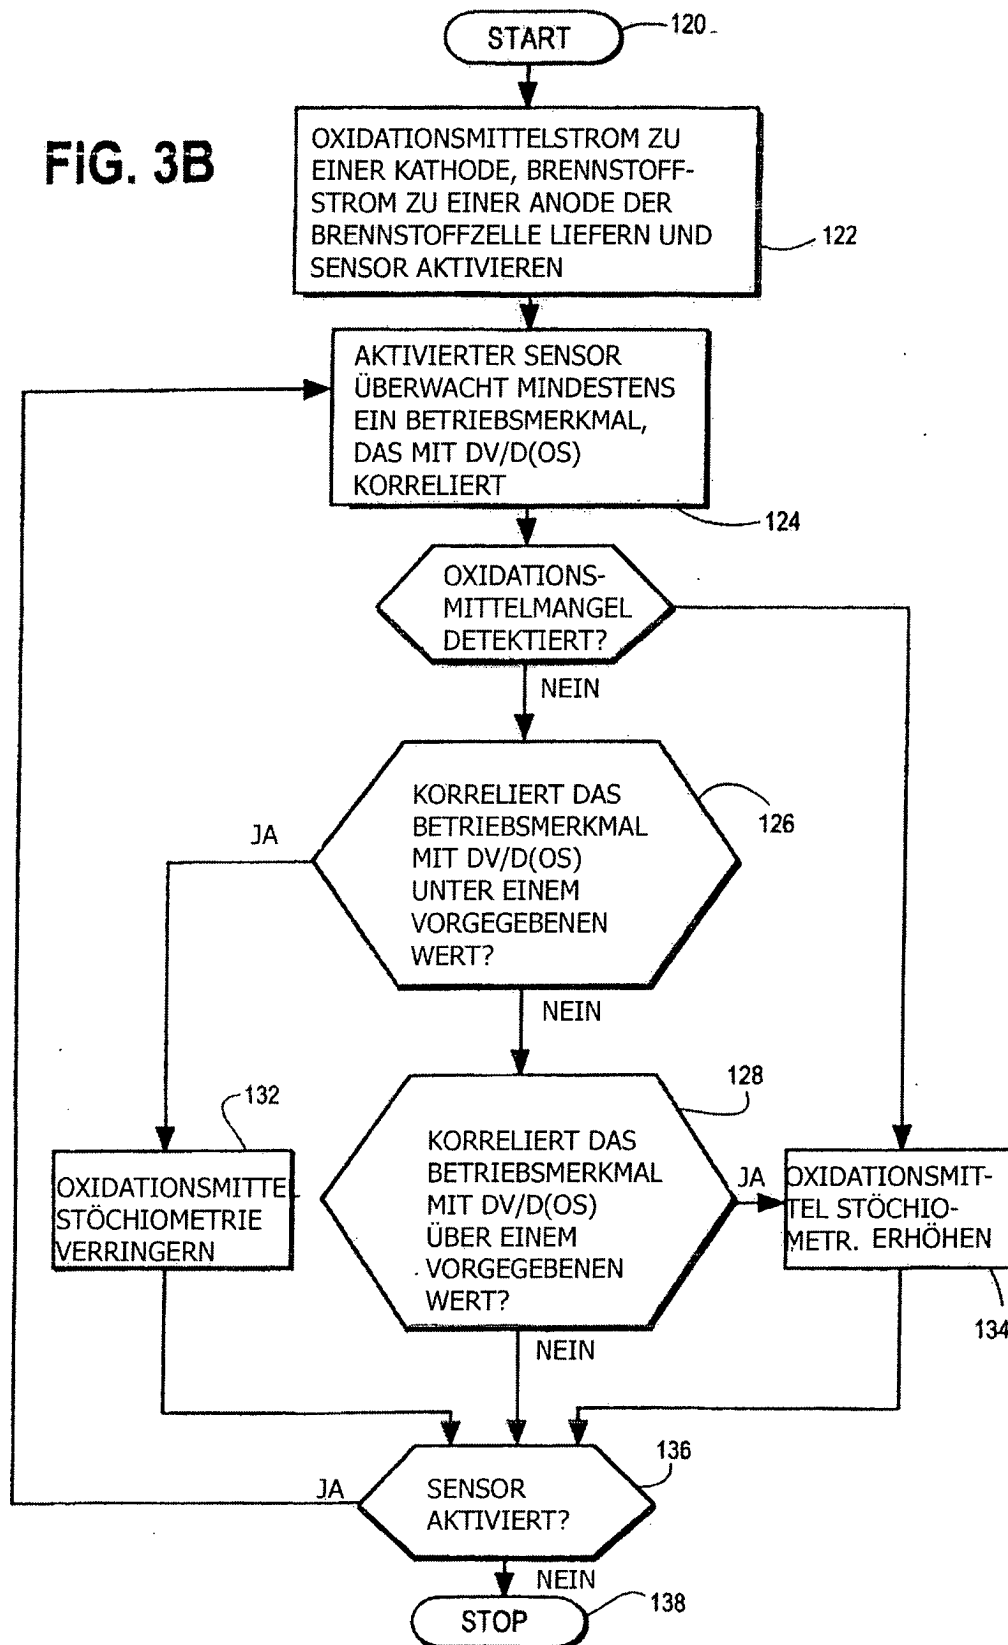 START
120
FIG. 3B
OXIDATIONSMITTELSTROM ZU
EINER KATHODE, BRENNSTOFF-
STROM ZU EINER ANODE DER
BRENNSTOFFZELLE LIEFERN UND
SENSOR AKTIVIEREN
122
AKTIVIERTER SENSOR
ÜBERWACHT MINDESTENS
EIN BETRIEBSMERKMAL,
DAS MIT DV/D(OS)
KORRELIERT
124
OXIDATIONS-
MITTELMANGEL
DETEKTIERT?
NEIN
KORRELIERT DAS
BETRIEBSMERKMAL
MIT DV/D(OS)
UNTER EINEM
VORGEGEBENEN
WERT?
126
JA
NEIN
128
132
KORRELIERT DAS
BETRIEBSMERKMAL
MIT DV/D(OS)
ÜBER EINEM
VORGEGEBENEN
WERT?
JA
OXIDATIONSMITTEL
STÖCHIOMETRIE
VERRINGERN
OXIDATIONSMIT-
TEL STÖCHIO-
METR. ERHÖHEN
134
NEIN
136
JA
SENSOR
AKTIVIERT?
NEIN
STOP
138